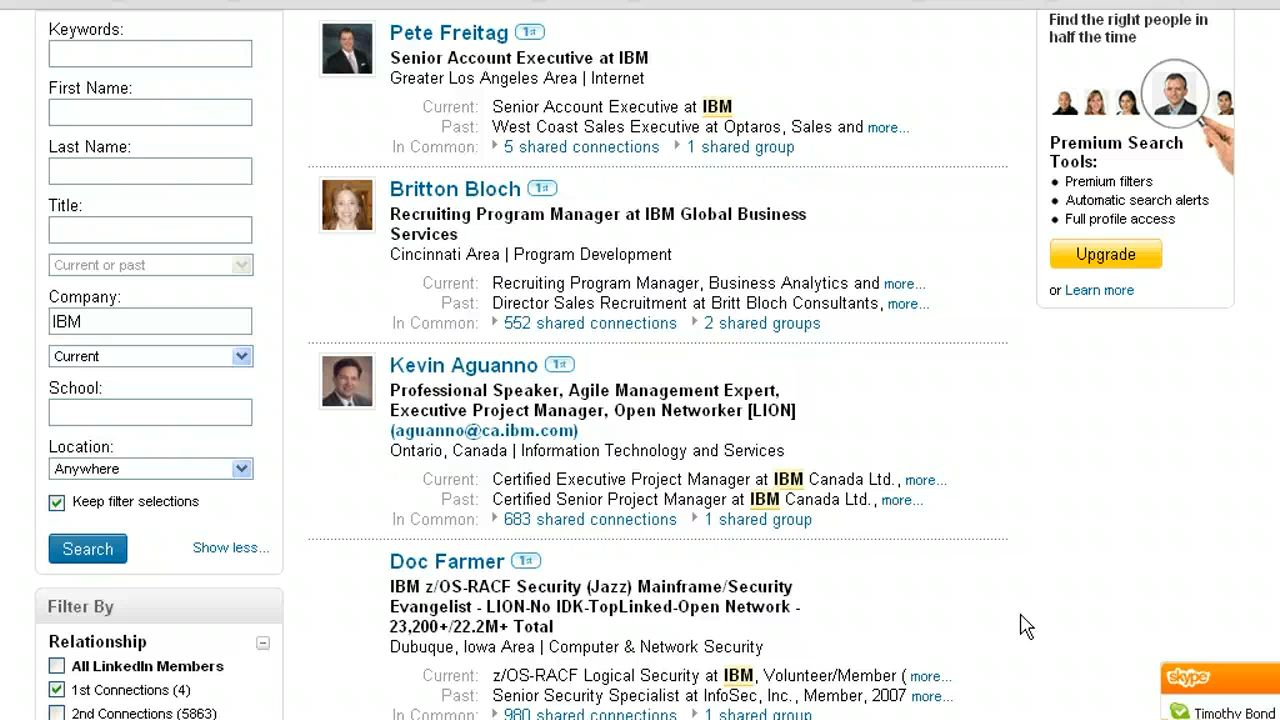 Keywords:
First Name:
Last Name:
Title:
Current or past
Company:
IBM
Current
School:
Location:
Anywhere
Keep filter selections
Search
Show less...
Filter By
Relationship
All LinkedIn Members
1st Connections (4)
2nd Connections (5863)
Pete Freitag 1st
Senior Account Executive at IBM
Greater Los Angeles Area | Internet
Current: Senior Account Executive at IBM
Past: West Coast Sales Executive at Optaros, Sales and more...
In Common: 5 shared connections 1 shared group
Britton Bloch 1st
Recruiting Program Manager at IBM Global Business
Services
Cincinnati Area | Program Development
Current: Recruiting Program Manager, Business Analytics and more...
Past: Director Sales Recruitment at Britt Bloch Consultants, more...
In Common: 552 shared connections 2 shared groups
Kevin Aguanno 1st
Professional Speaker, Agile Management Expert,
Executive Project Manager, Open Networker [LION]
(aguanno@ca.ibm.com)
Ontario, Canada | Information Technology and Services
Current: Certified Executive Project Manager at IBM Canada Ltd., more...
Past: Certified Senior Project Manager at IBM Canada Ltd., more...
In Common: 683 shared connections 1 shared group
Doc Farmer 1st
IBM z/OS-RACF Security (Jazz) Mainframe/Security
Evangelist - LION-No IDK-TopLinked-Open Network -
23,200+/22.2M+ Total
Dubuque, Iowa Area | Computer & Network Security
Current: z/OS-RACF Logical Security at IBM, Volunteer/Member ( more...
Past: Senior Security Specialist at InfoSec, Inc., Member, 2007 more...
In Common: 980 shared connections 1 shared group
Find the right people in
half the time
Premium Search
Tools:
Premium filters
Automatic search alerts
Full profile access
Upgrade
or Learn more
skype
Timothy Bond